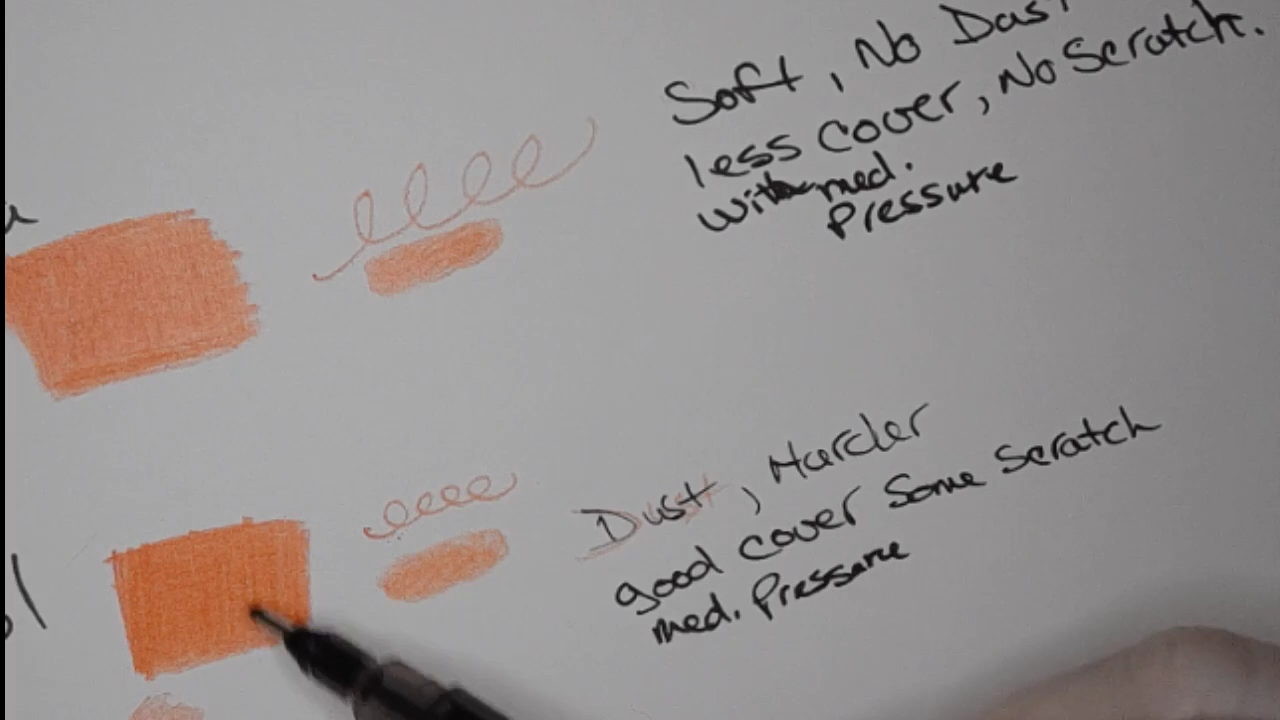 Soft, No Dust
less cover, No Scratch.
with med.
Pressure
Dust, Harder
good cover Some Scratch
med. Pressure